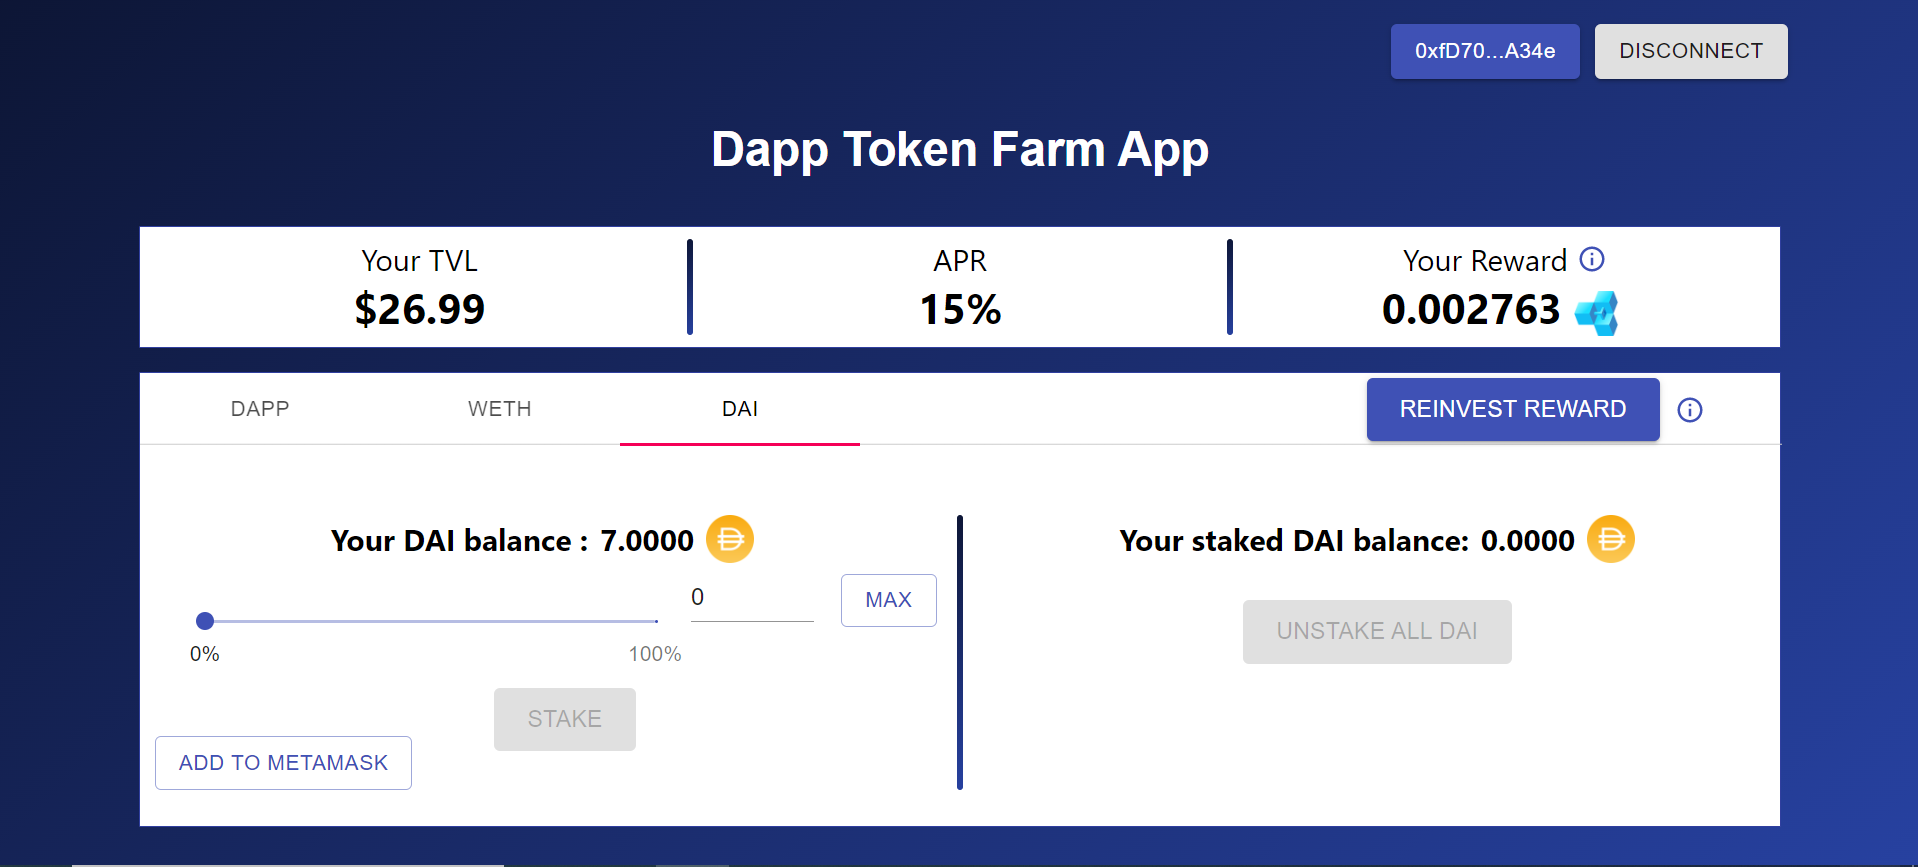 0xfD70...A34e DISCONNECT
Dapp Token Farm App
Your TVL APR Your Reward
$26.99 15% 0.002763
DAPP WETH DAI REINVEST REWARD
Your DAI balance : 7.0000 Your staked DAI balance: 0.0000
0 MAX
UNSTAKE ALL DAI
0% 100%
STAKE
ADD TO METAMASK